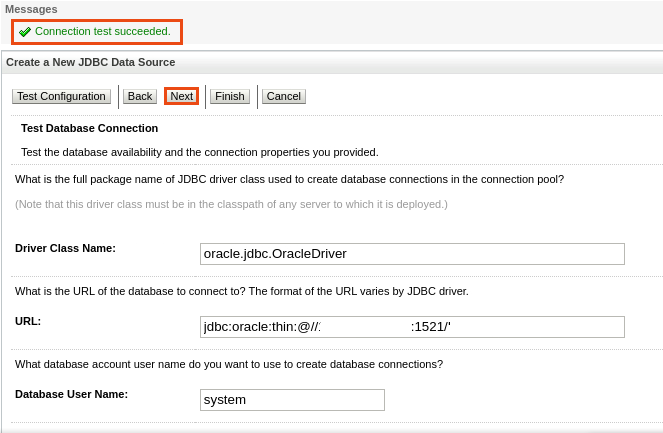 Messages
Connection test succeeded.
Create a New JDBC Data Source
Test Configuration Back Next Finish Cancel
Test Database Connection
Test the database availability and the connection properties you provided.
What is the full package name of JDBC driver class used to create database connections in the connection pool?
(Note that this driver class must be in the classpath of any server to which it is deployed.)
Driver Class Name: oracle.jdbc.OracleDriver
What is the URL of the database to connect to? The format of the URL varies by JDBC driver.
URL: jdbc:oracle:thin:@// :1521/
What database account user name do you want to use to create database connections?
Database User Name: system